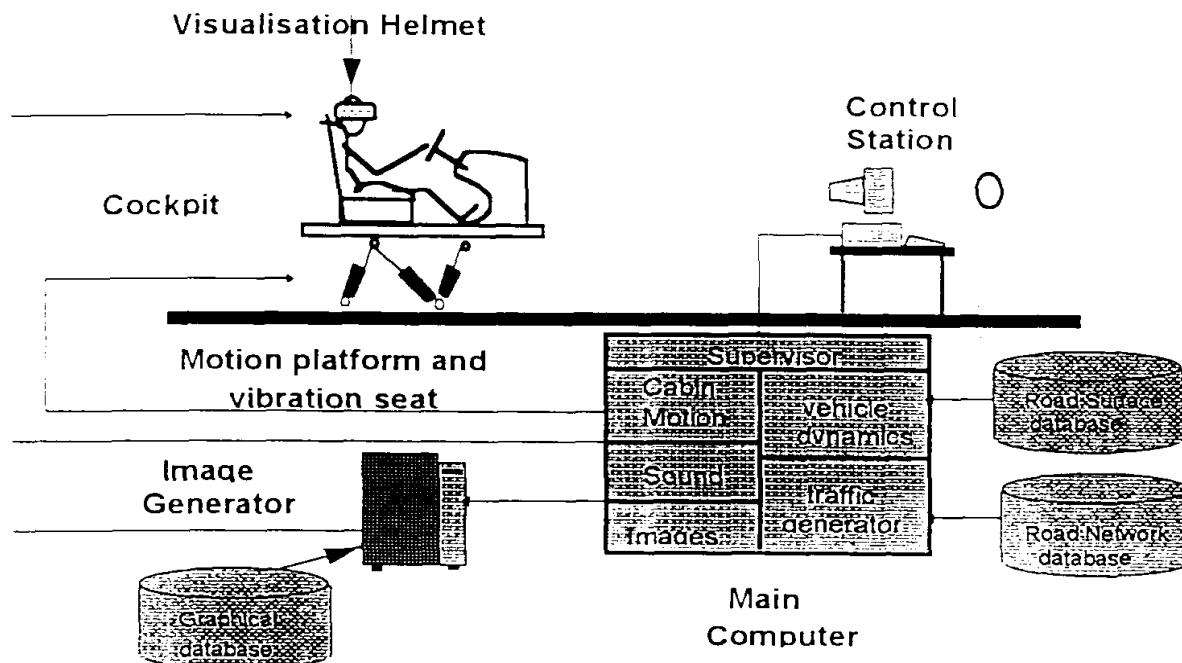 Visualisation Helmet
Control
Station
Cockpit
Motion platform and
vibration seat
Supervisor
Cabin
Motion
vehicle
dynamics
Road Surface
database
Image
Generator
Sound
traffic
generator
Images
Road Network
database
Graphical
database
Main
Computer